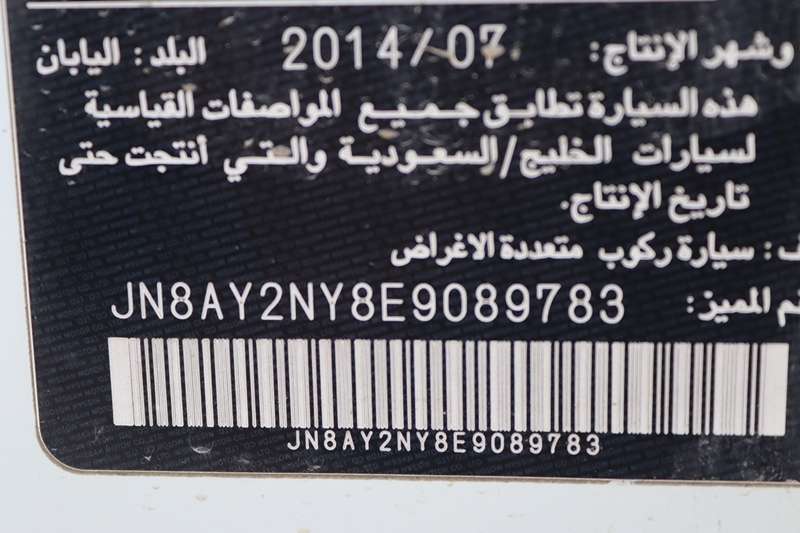 وشهر الإنتاج: 2014/07 البلد: اليابان
هذه السيارة تطابق جميع المواصفات القياسية
لسيارات الخليج/السعودية والتي أنتجت حتى
تاريخ الإنتاج.
سيارة ركوب متعددة الاغراض
المميز: JN8AY2NY8E9089783
JN8AY2NY8E9089783